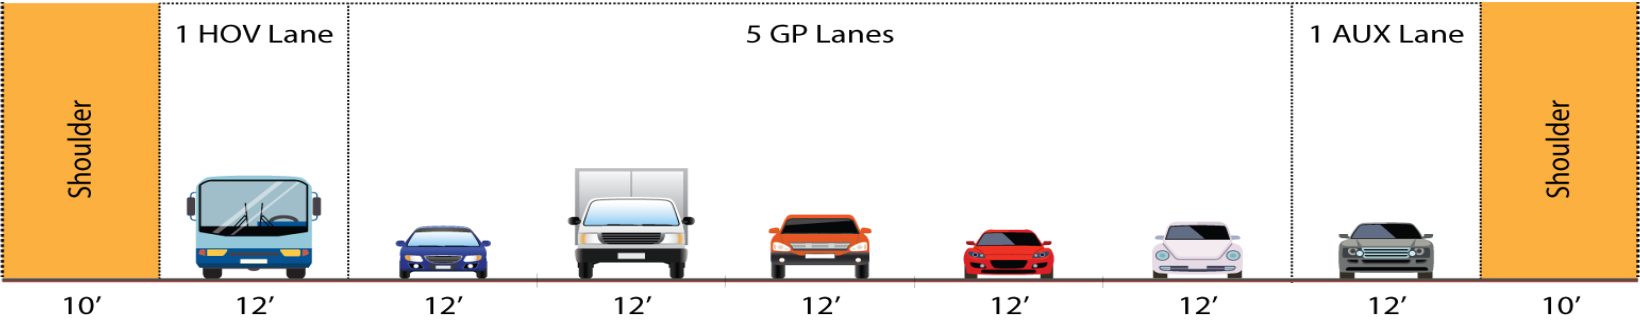 1 HOV Lane 5 GP Lanes 1 AUX Lane
Shoulder Shoulder
10’ 12’ 12’ 12’ 12’ 12’ 12’ 12’ 10’